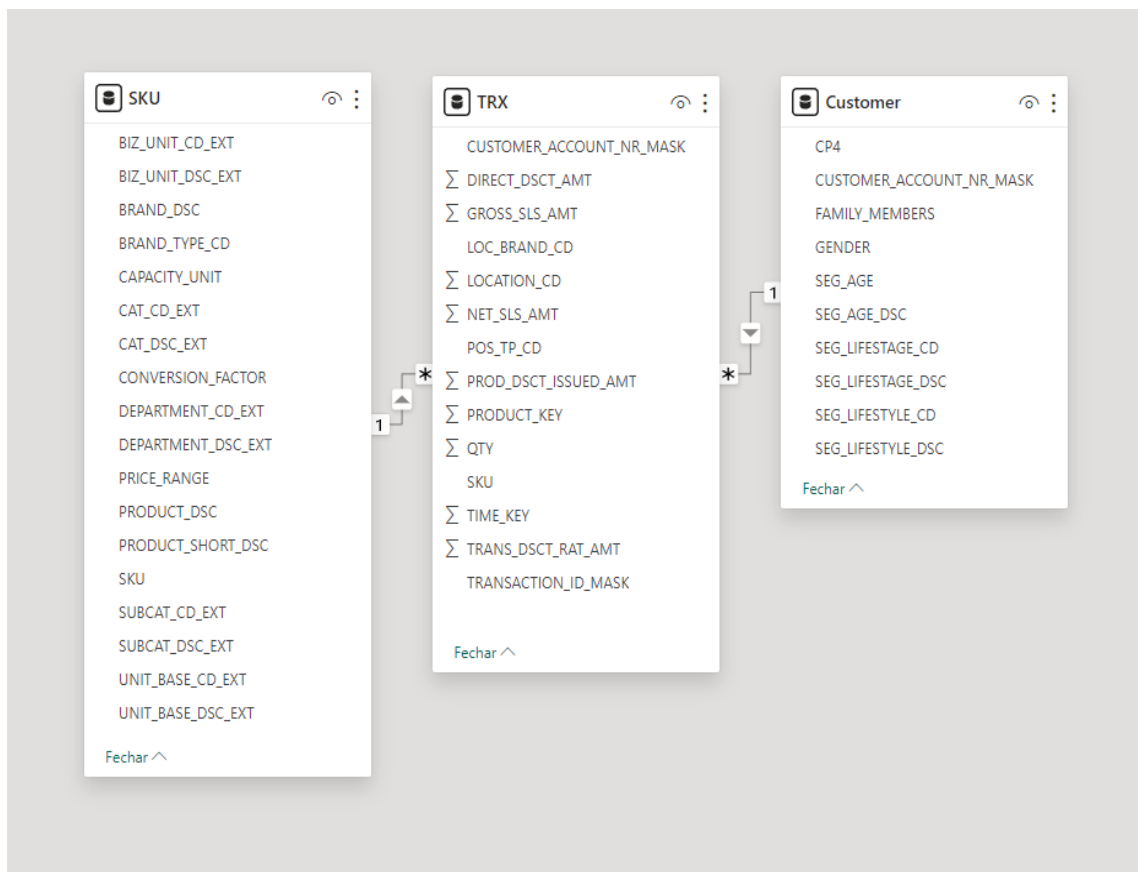 SKU
BIZ_UNIT_CD_EXT
BIZ_UNIT_DSC_EXT
BRAND_DSC
BRAND_TYPE_CD
CAPACITY_UNIT
CAT_CD_EXT
CAT_DSC_EXT
CONVERSION_FACTOR
DEPARTMENT_CD_EXT
DEPARTMENT_DSC_EXT
PRICE_RANGE
PRODUCT_DSC
PRODUCT_SHORT_DSC
SKU
SUBCAT_CD_EXT
SUBCAT_DSC_EXT
UNIT_BASE_CD_EXT
UNIT_BASE_DSC_EXT
Fechar
1
*
TRX
CUSTOMER_ACCOUNT_NR_MASK
∑ DIRECT_DSCT_AMT
∑ GROSS_SLS_AMT
LOC_BRAND_CD
∑ LOCATION_CD
∑ NET_SLS_AMT
POS_TP_CD
∑ PROD_DSCT_ISSUED_AMT
∑ PRODUCT_KEY
∑ QTY
SKU
∑ TIME_KEY
∑ TRANS_DSCT_RAT_AMT
TRANSACTION_ID_MASK
Fechar
*
1
Customer
CP4
CUSTOMER_ACCOUNT_NR_MASK
FAMILY_MEMBERS
GENDER
SEG_AGE
SEG_AGE_DSC
SEG_LIFESTAGE_CD
SEG_LIFESTAGE_DSC
SEG_LIFESTYLE_CD
SEG_LIFESTYLE_DSC
Fechar